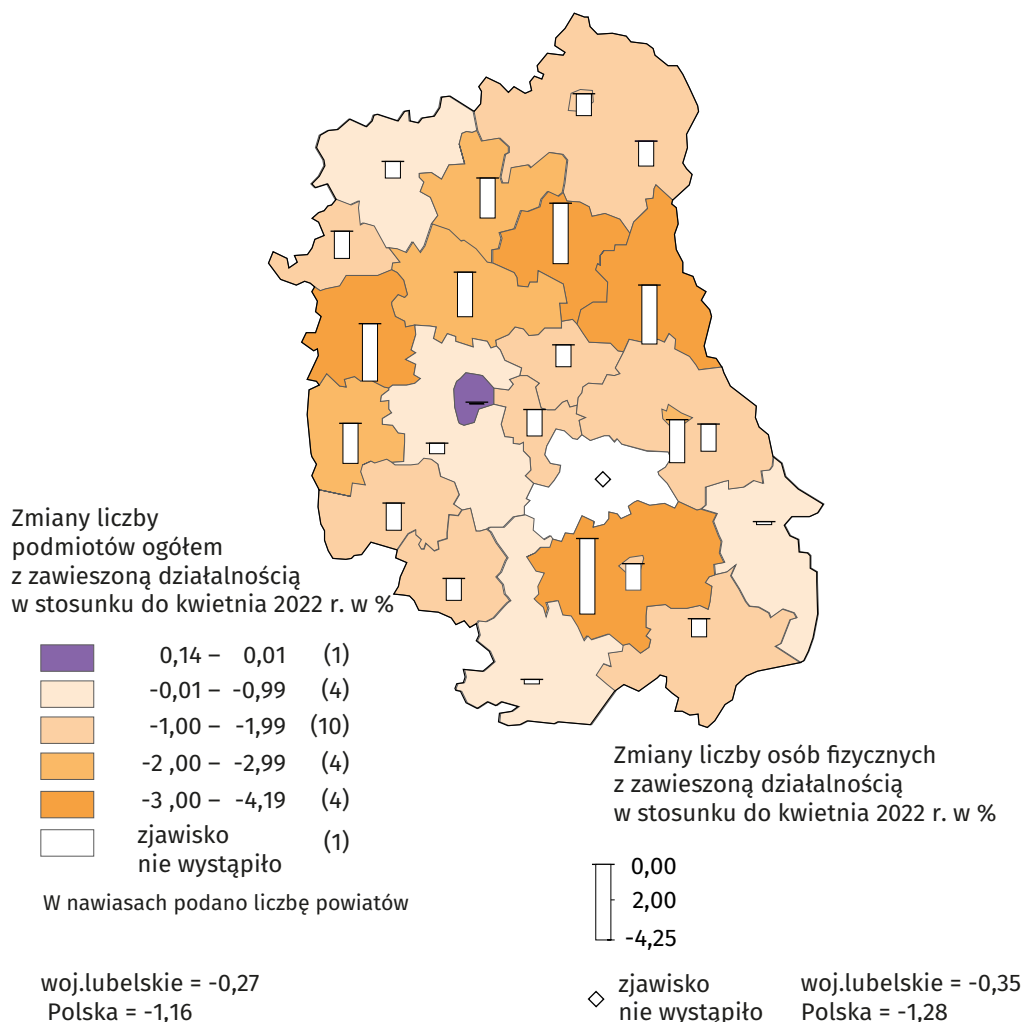 Zmiany liczby
podmiotów ogółem
z zawieszoną działalnością
w stosunku do kwietnia 2022 r. w %
0,14 – 0,01 (1)
-0,01 – -0,99 (4)
-1,00 – -1,99 (10)
-2 ,00 – -2,99 (4)
-3 ,00 – -4,19 (4)
zjawisko
nie wystąpiło (1)
W nawiasach podano liczbę powiatów
woj.lubelskie = -0,27
Polska = -1,16
Zmiany liczby osób fizycznych
z zawieszoną działalnością
w stosunku do kwietnia 2022 r. w %
0,00
2,00
-4,25
zjawisko
nie wystąpiło
woj.lubelskie = -0,35
Polska = -1,28